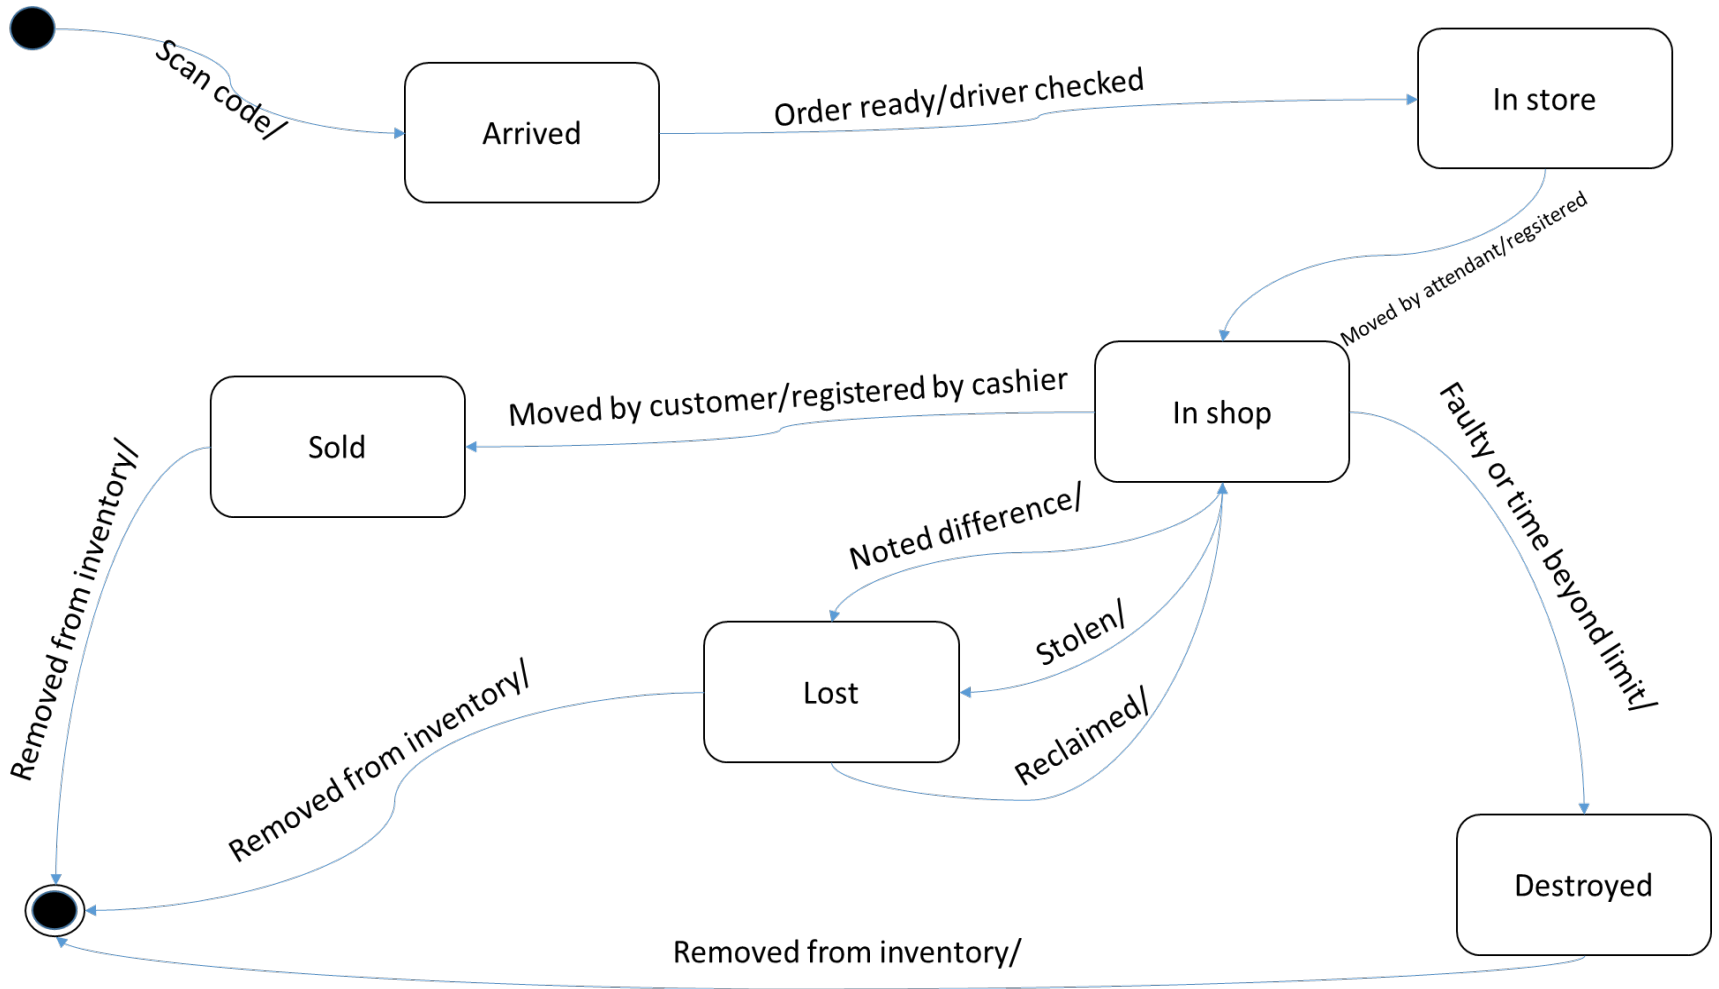 Scan code/
Arrived
Order ready/driver checked
In store
Moved by attendant/regsitered
In shop
Moved by customer/registered by cashier
Sold
Faulty or time beyond limit/
Noted difference/
Stolen/
Reclaimed/
Lost
Removed from inventory/
Removed from inventory/
Destroyed
Removed from inventory/